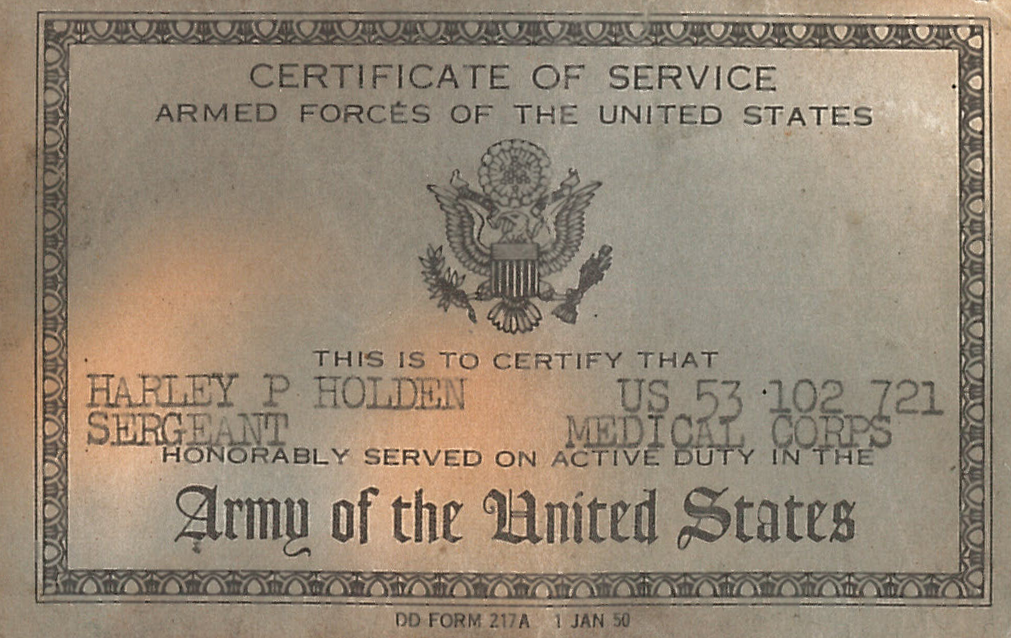 CERTIFICATE OF SERVICE
ARMED FORCES OF THE UNITED STATES
THIS IS TO CERTIFY THAT
HARLEY P HOLDEN US 53 102 721
SERGEANT MEDICAL CORPS
HONORABLY SERVED ON ACTIVE DUTY IN THE
Army of the United States
DD FORM 217A 1 JAN 50